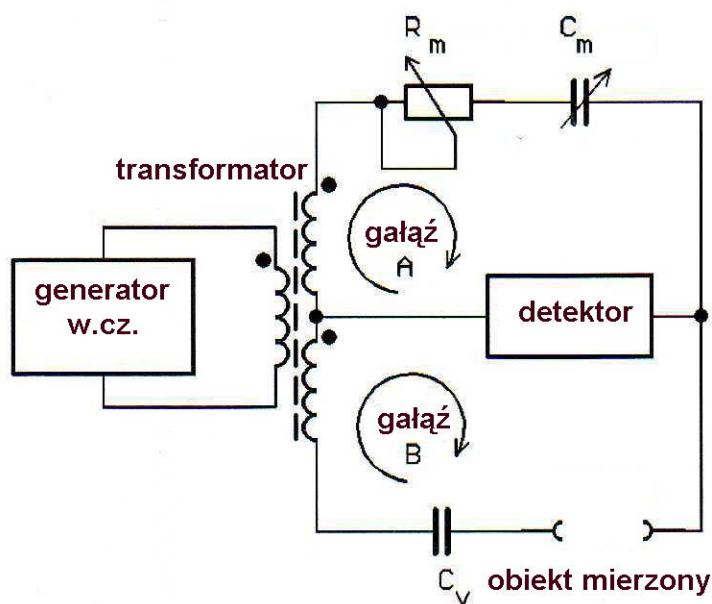 R m
C m
transformator
gałąź
A
generator
w.cz.
detektor
gałąź
B
C v
obiekt mierzony